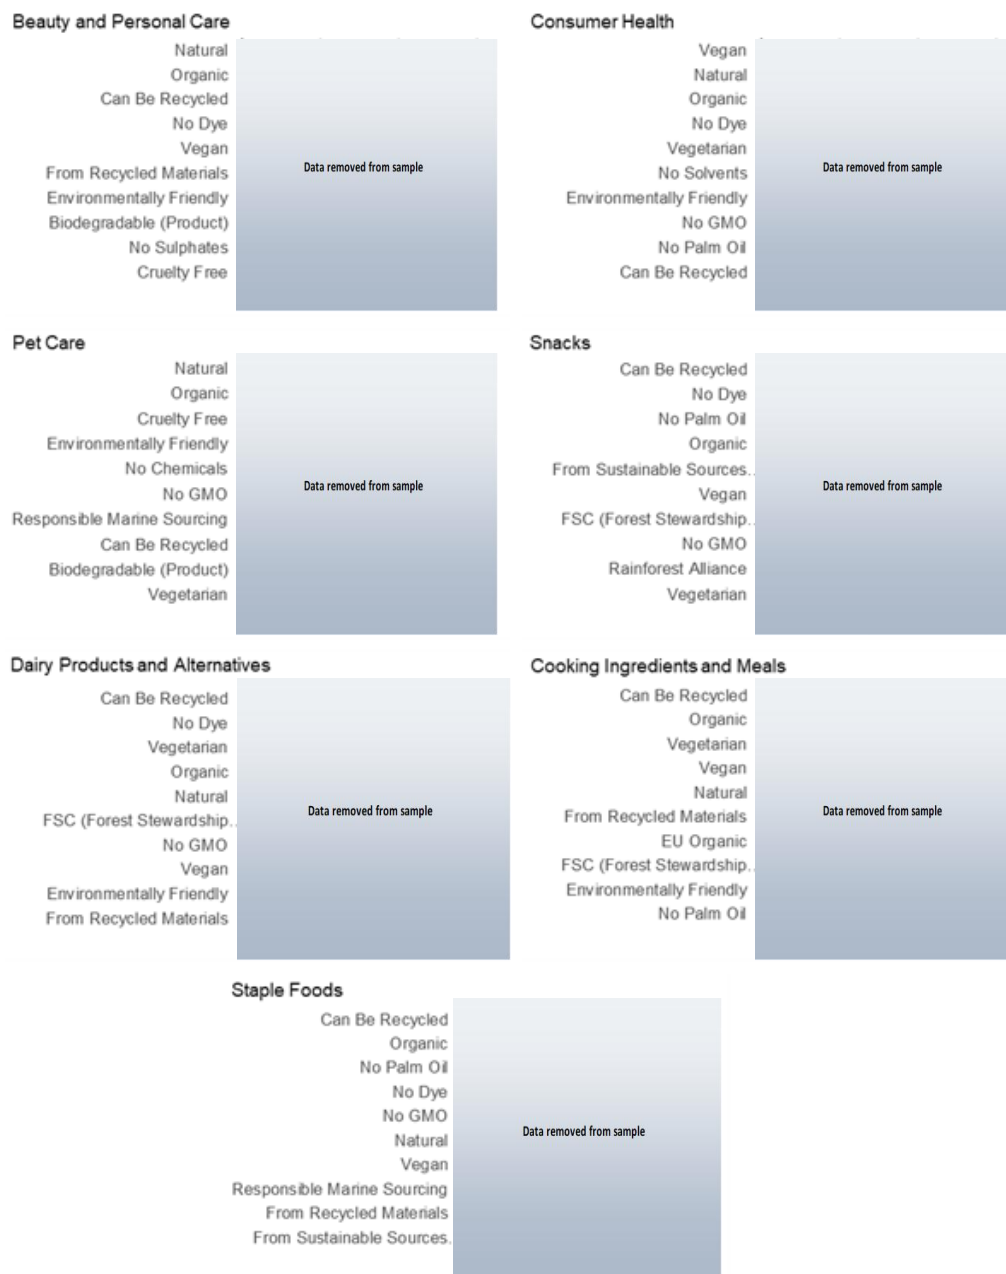 Beauty and Personal Care
Natural
Organic
Can Be Recycled
No Dye
Vegan
From Recycled Materials
Environmentally Friendly
Biodegradable (Product)
No Sulphates
Cruelty Free
Data removed from sample
Consumer Health
Vegan
Natural
Organic
No Dye
Vegetarian
No Solvents
Environmentally Friendly
No GMO
No Palm Oil
Can Be Recycled
Data removed from sample
Pet Care
Natural
Organic
Cruelty Free
Environmentally Friendly
No Chemicals
No GMO
Responsible Marine Sourcing
Can Be Recycled
Biodegradable (Product)
Vegetarian
Data removed from sample
Snacks
Can Be Recycled
No Dye
No Palm Oil
Organic
From Sustainable Sources..
Vegan
FSC (Forest Stewardship..
No GMO
Rainforest Alliance
Vegetarian
Data removed from sample
Dairy Products and Alternatives
Can Be Recycled
No Dye
Vegetarian
Organic
Natural
FSC (Forest Stewardship..
No GMO
Vegan
Environmentally Friendly
From Recycled Materials
Data removed from sample
Cooking Ingredients and Meals
Can Be Recycled
Organic
Vegetarian
Vegan
Natural
From Recycled Materials
EU Organic
FSC (Forest Stewardship..
Environmentally Friendly
No Palm Oil
Data removed from sample
Staple Foods
Can Be Recycled
Organic
No Palm Oil
No Dye
No GMO
Natural
Vegan
Responsible Marine Sourcing
From Recycled Materials
From Sustainable Sources.
Data removed from sample